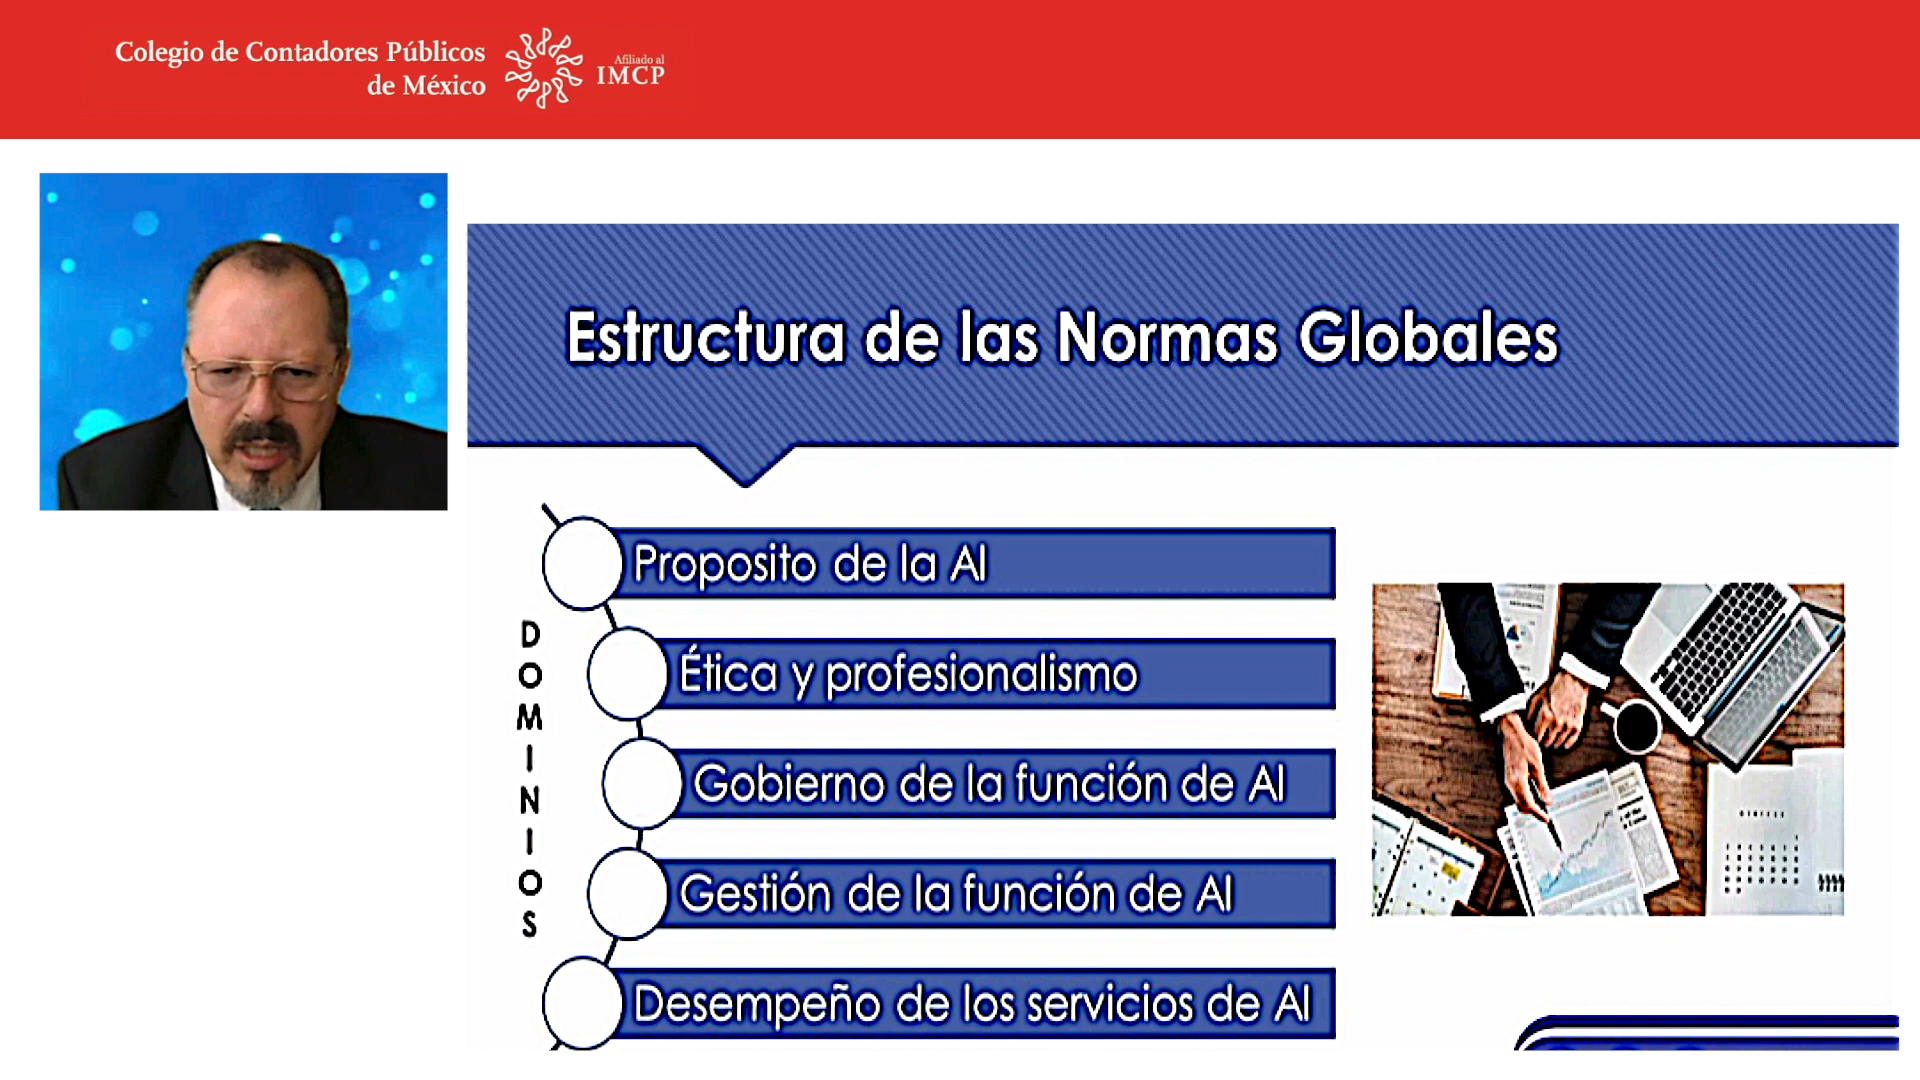 Colegio de Contadores Públicos
de México
Afiliado al
IMCP
Estructura de las Normas Globales
DOMINIOS
Proposito de la AI
Ética y profesionalismo
Gobierno de la función de AI
Gestión de la función de AI
Desempeño de los servicios de AI